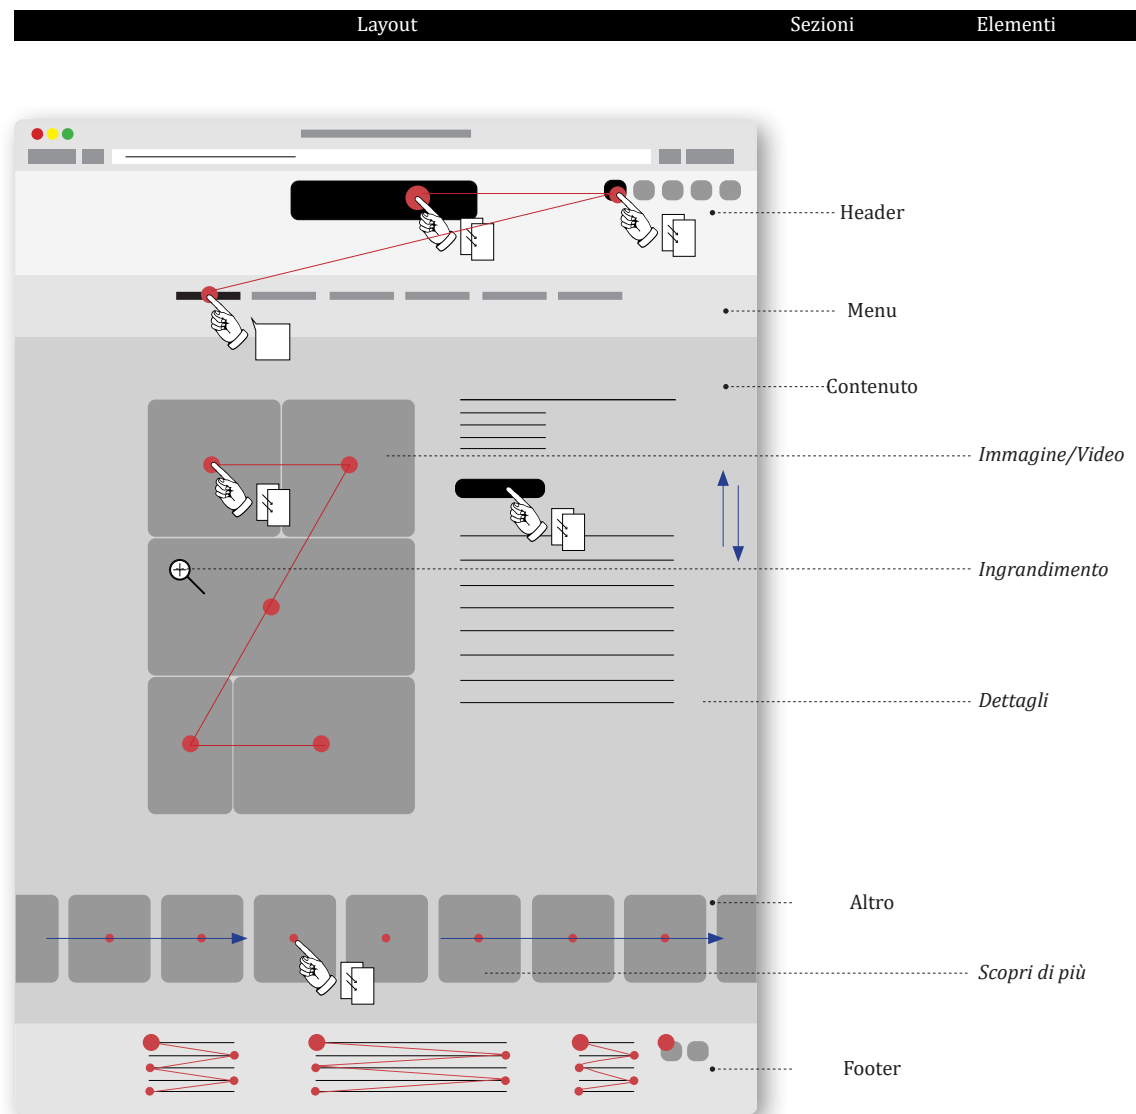 Layout Sezioni Elementi
Header
Menu
Contenuto
Immagine/Video
Ingrandimento
Dettagli
Altro
Scopri di più
Footer